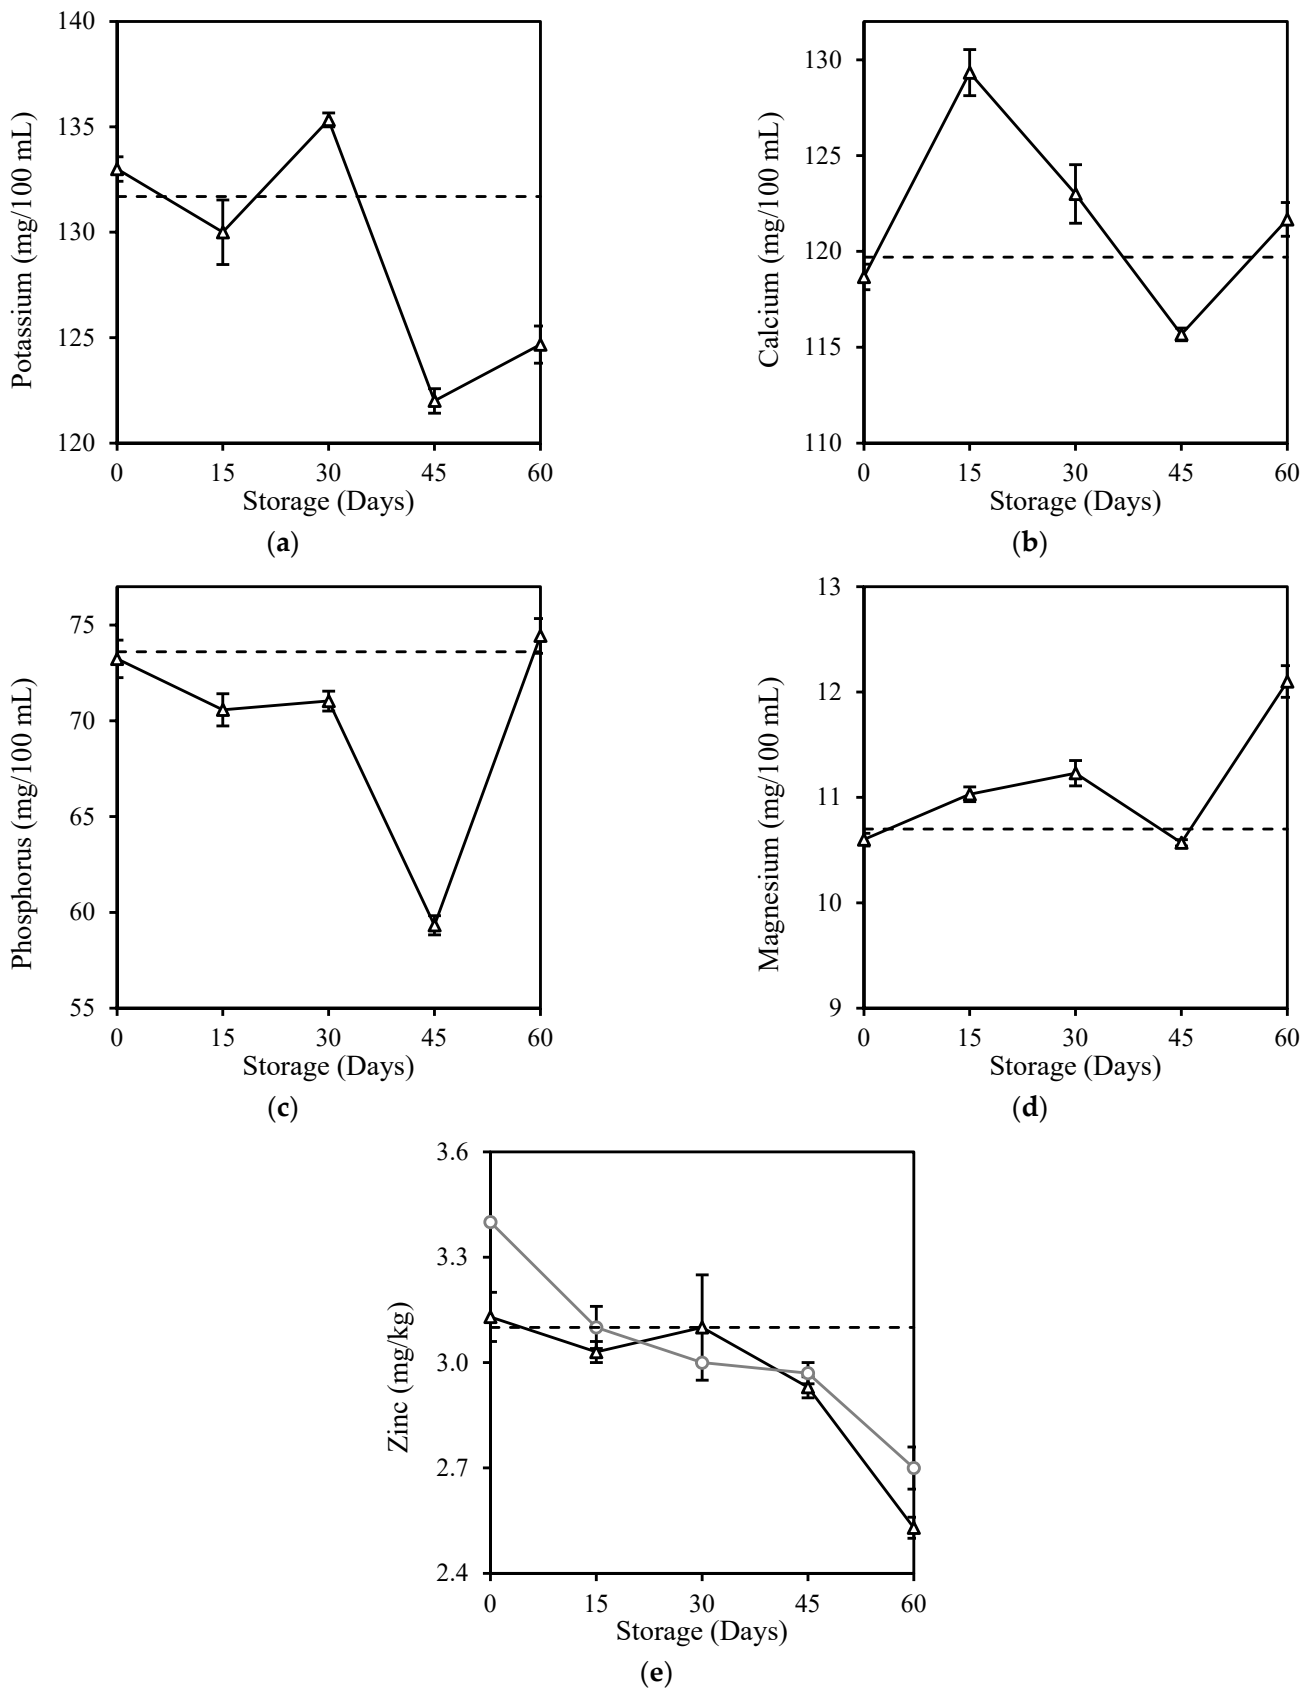 Potassium (mg/100 mL)
140
135
130
125
120
0 15 30 45 60
Storage (Days)
(a)
Calcium (mg/100 mL)
130
125
120
115
110
0 15 30 45 60
Storage (Days)
(b)
Phosphorus (mg/100 mL)
75
70
65
60
55
0 15 30 45 60
Storage (Days)
(c)
Magnesium (mg/100 mL)
13
12
11
10
9
0 15 30 45 60
Storage (Days)
(d)
Zinc (mg/kg)
3.6
3.3
3.0
2.7
2.4
0 15 30 45 60
Storage (Days)
(e)